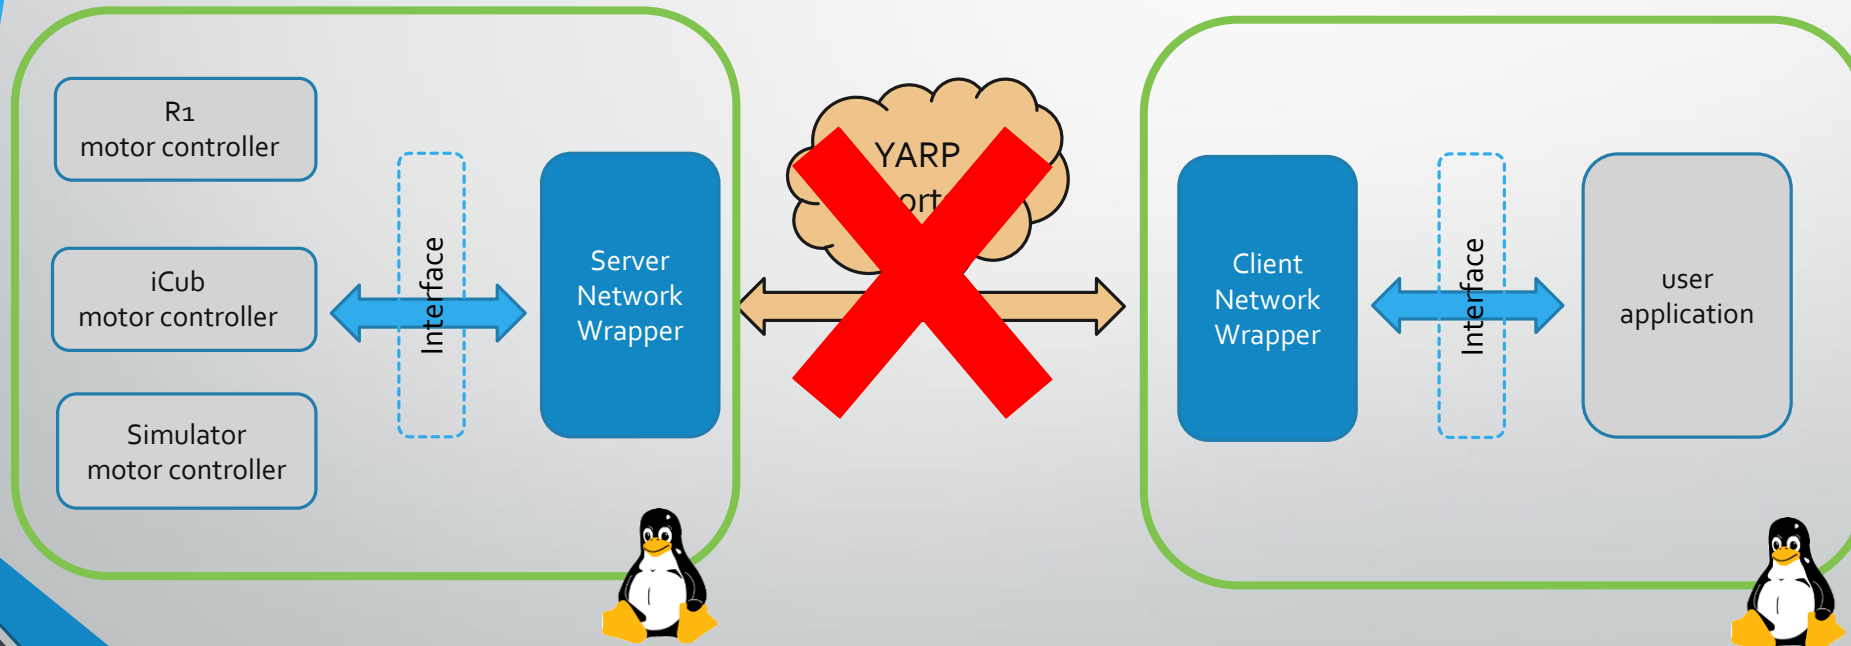 R1
motor controller
iCub
motor controller
Simulator
motor controller
Interface
Server
Network
Wrapper
YARP
Client
Network
Wrapper
Interface
user
application